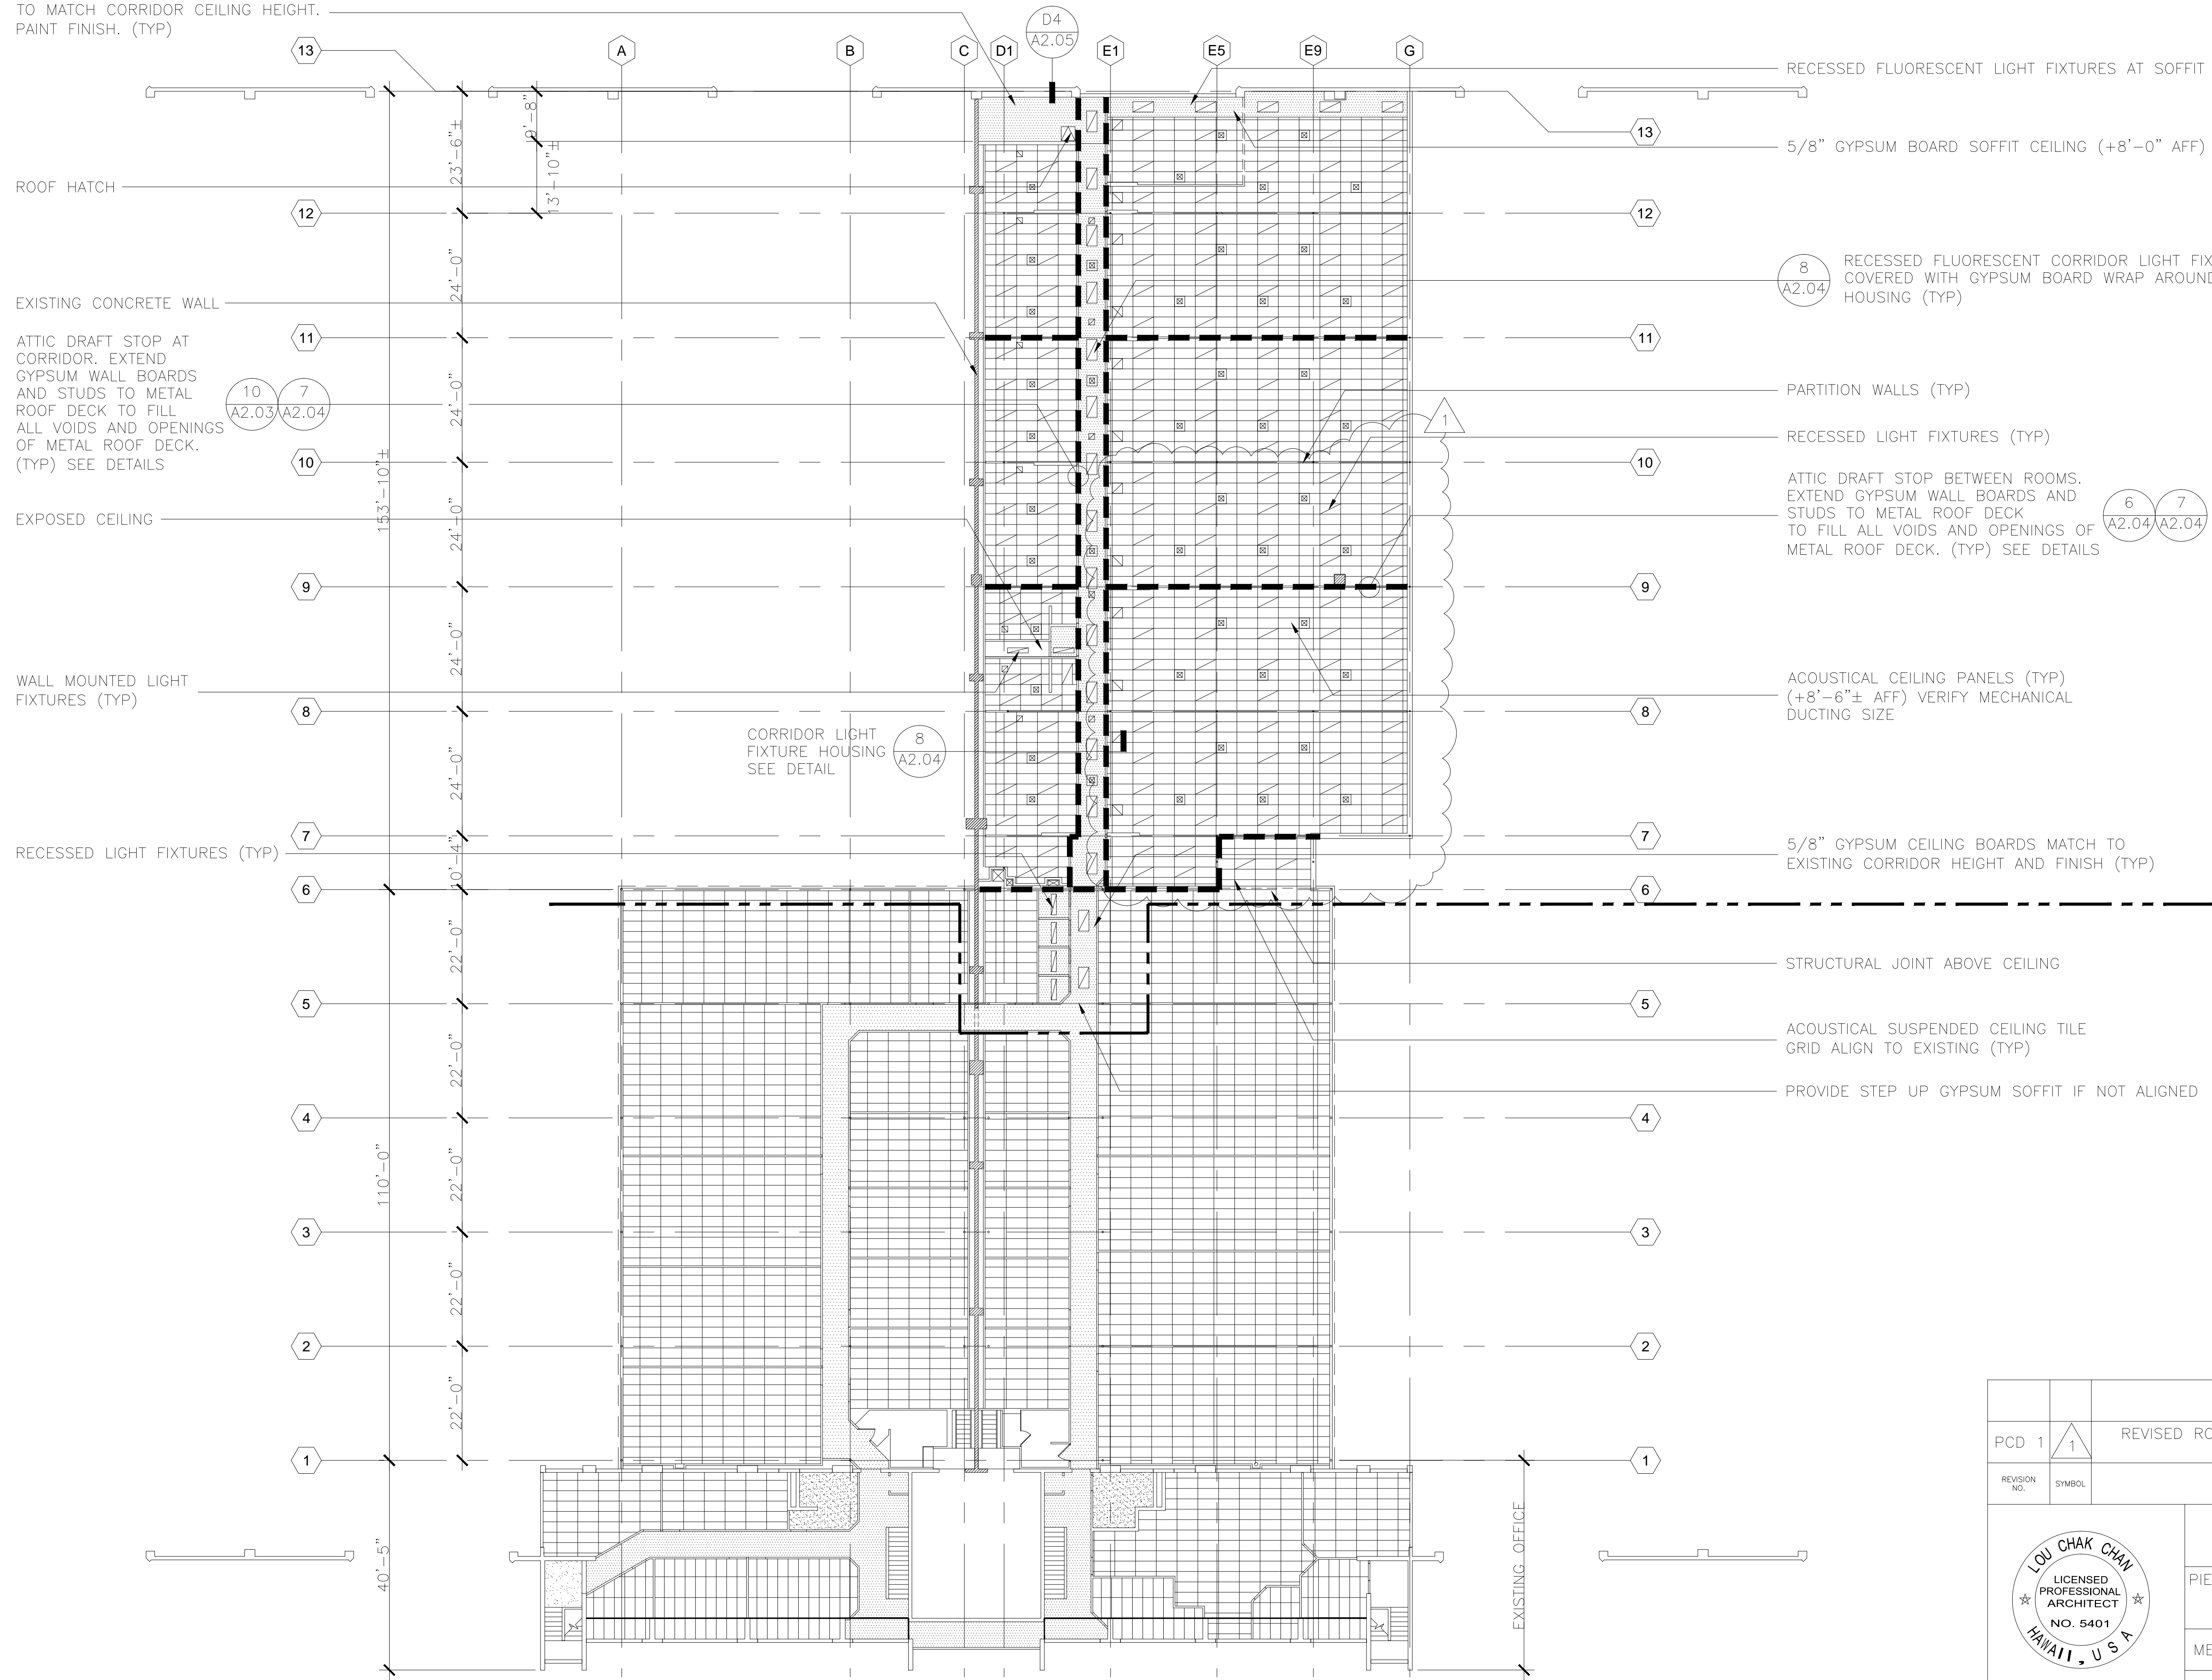 TO MATCH CORRIDOR CEILING HEIGHT.
PAINT FINISH. (TYP)
D4
A2.05
13
A
B
C
D1
E1
E5
E9
G
RECESSED FLUORESCENT LIGHT FIXTURES AT SOFFIT
13
5/8" GYPSUM BOARD SOFFIT CEILING (+8'-0" AFF)
9'-8"
23'-6"±
13'-10"±
ROOF HATCH
12
12
8
A2.04
RECESSED FLUORESCENT CORRIDOR LIGHT
COVERED WITH GYPSUM BOARD WRAP AROUND
HOUSING (TYP)
24'-0"
EXISTING CONCRETE WALL
11
11
ATTIC DRAFT STOP AT
CORRIDOR. EXTEND
GYPSUM WALL BOARDS
AND STUDS TO METAL
ROOF DECK TO FILL
ALL VOIDS AND OPENINGS
OF METAL ROOF DECK.
(TYP) SEE DETAILS
10
A2.03
7
A2.04
24'-0"
PARTITION WALLS (TYP)
1
RECESSED LIGHT FIXTURES (TYP)
10
10
153'-10"±
ATTIC DRAFT STOP BETWEEN ROOMS.
EXTEND GYPSUM WALL BOARDS AND
STUDS TO METAL ROOF DECK
TO FILL ALL VOIDS AND OPENINGS OF
METAL ROOF DECK. (TYP) SEE DETAILS
6
A2.04
7
A2.04
EXPOSED CEILING
24'-0"
9
9
24'-0"
WALL MOUNTED LIGHT
FIXTURES (TYP)
ACOUSTICAL CEILING PANELS (TYP)
(+8'-6"± AFF) VERIFY MECHANICAL
DUCTING SIZE
8
8
CORRIDOR LIGHT
FIXTURE HOUSING
SEE DETAIL
8
A2.04
24'-0"
7
7
RECESSED LIGHT FIXTURES (TYP)
5/8" GYPSUM CEILING BOARDS MATCH TO
EXISTING CORRIDOR HEIGHT AND FINISH (TYP)
10'-4"
6
6
22'-0"
STRUCTURAL JOINT ABOVE CEILING
5
5
ACOUSTICAL SUSPENDED CEILING TILE
GRID ALIGN TO EXISTING (TYP)
22'-0"
PROVIDE STEP UP GYPSUM SOFFIT IF NOT ALIGNED
4
4
110'-0"
22'-0"
3
3
22'-0"
2
2
22'-0"
1
1
PCD 1
1
REVISED
REVISION
NO.
SYMBOL
40'-5"
EXISTING OFFICE
LOU CHAK CHAN
LICENSED
PROFESSIONAL
ARCHITECT
NO. 5401
HAWAII, U S A